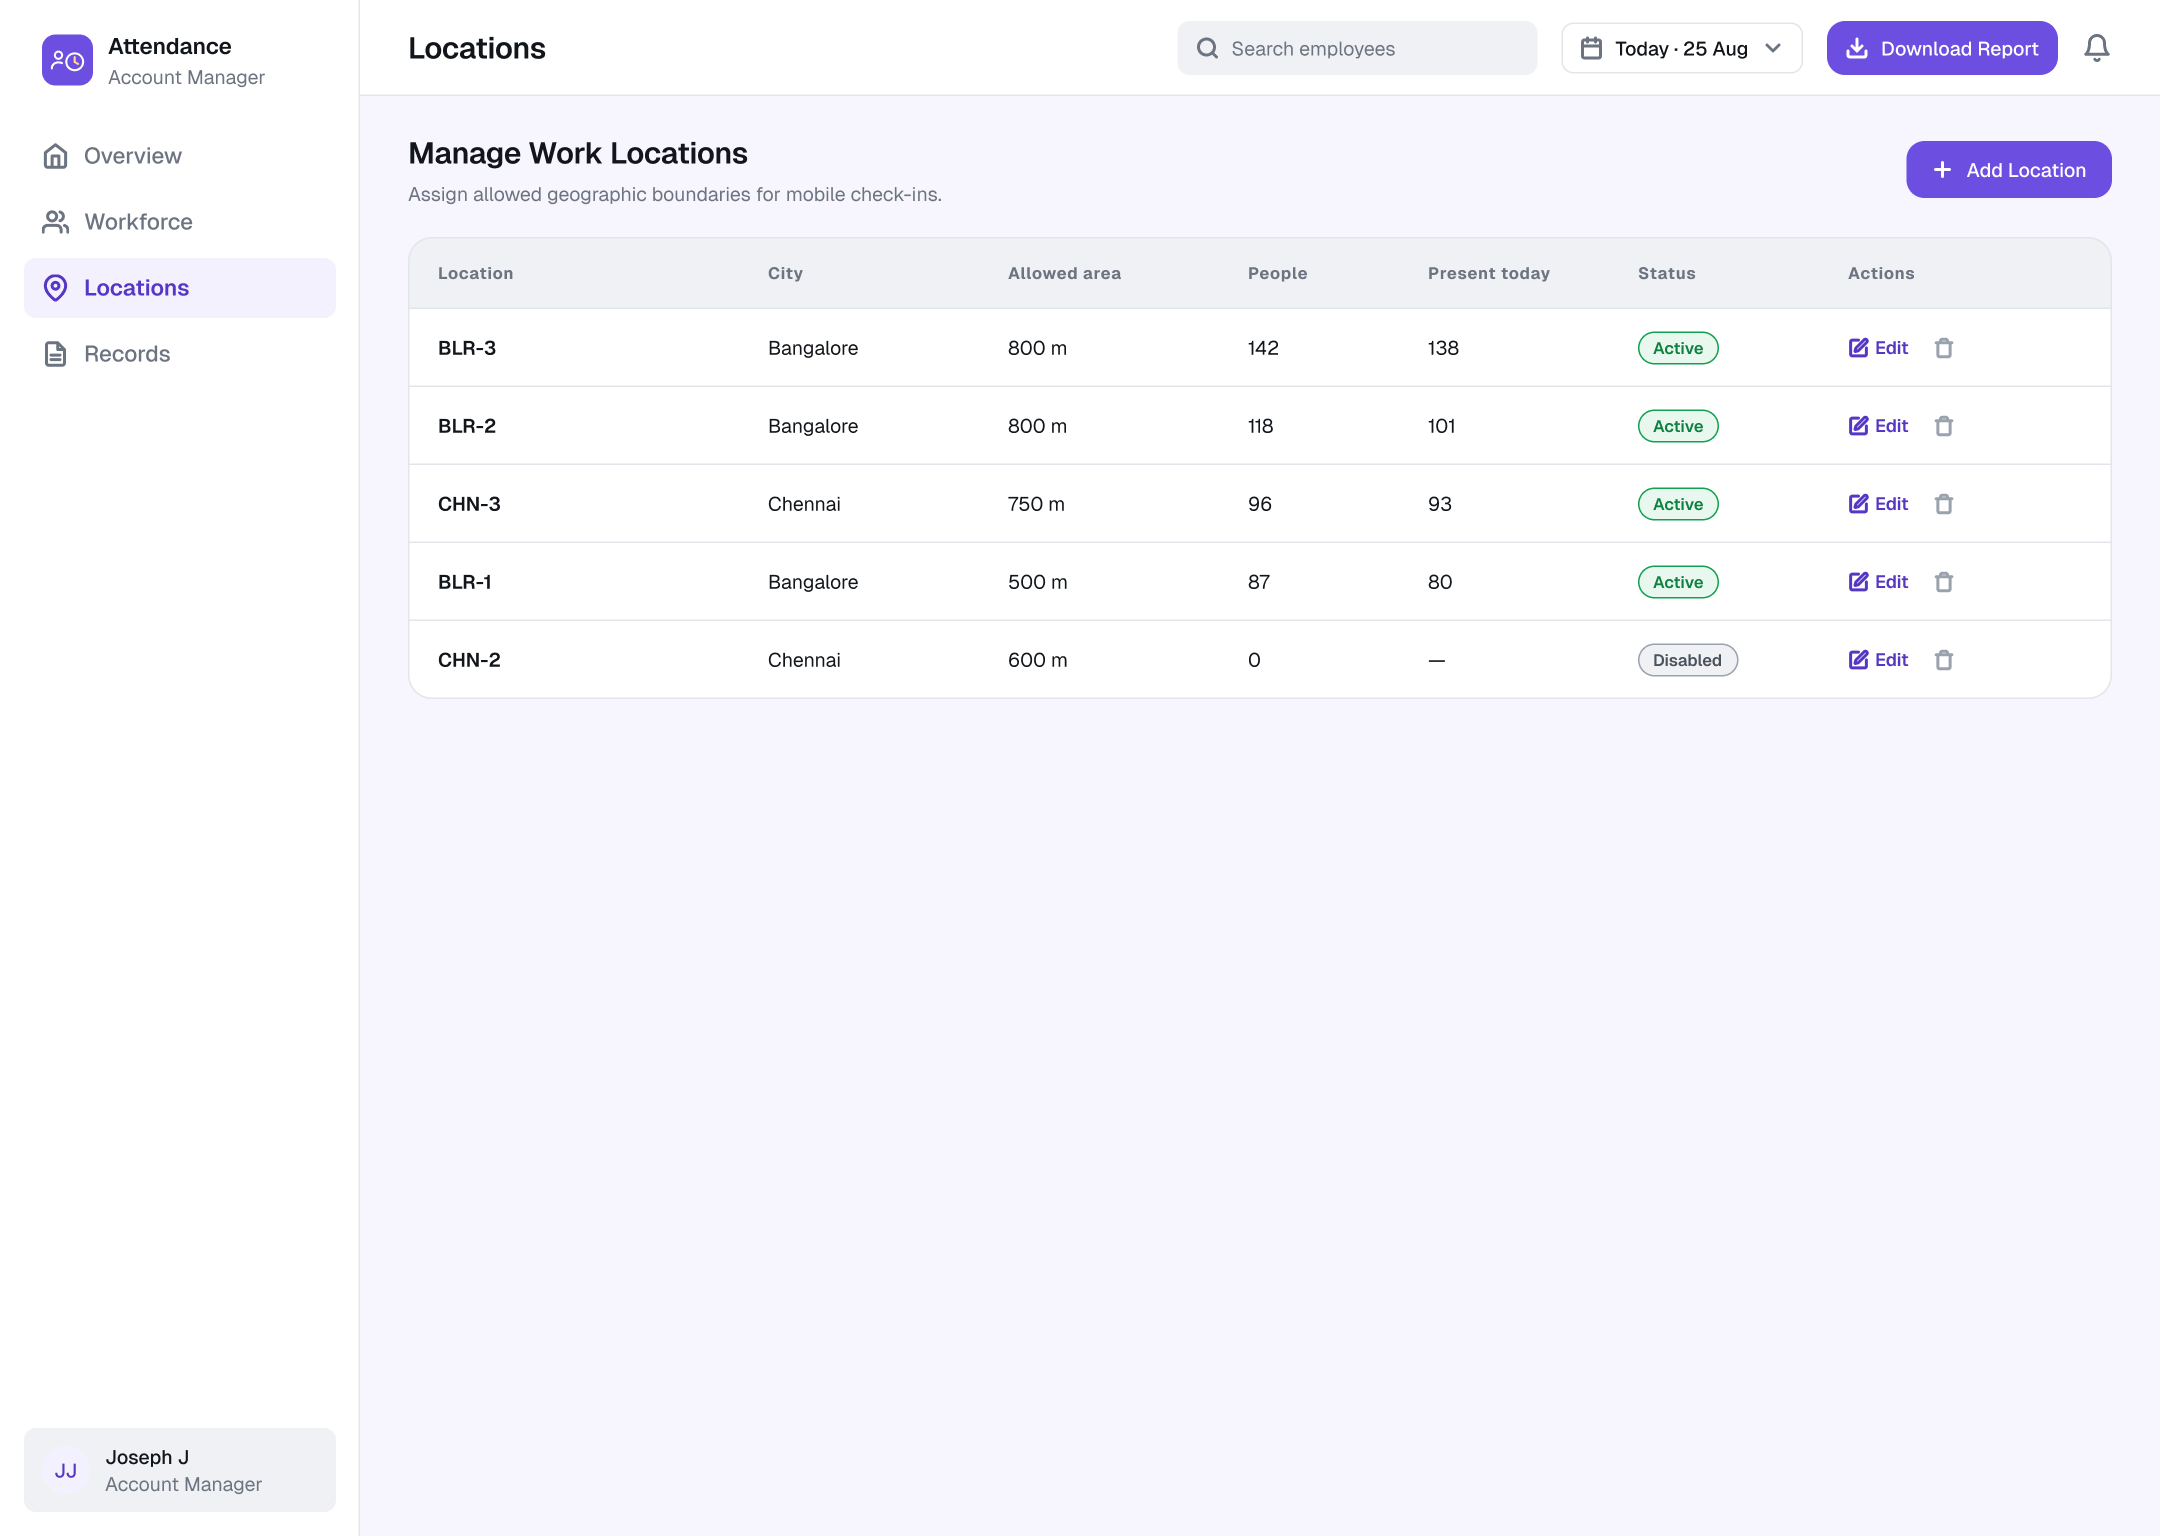 Attendance
Account Manager
Overview
Workforce
Locations
Records
Joseph J
JJ
Account Manager
Locations
Search employees
Today · 25 Aug
Download Report
Manage Work Locations
Assign allowed geographic boundaries for mobile check-ins.
Add Location
Location City Allowed area People Present today Status Actions
BLR-3 Bangalore 800 m 142 138 Active Edit
BLR-2 Bangalore 800 m 118 101 Active Edit
CHN-3 Chennai 750 m 96 93 Active Edit
BLR-1 Bangalore 500 m 87 80 Active Edit
CHN-2 Chennai 600 m 0 — Disabled Edit